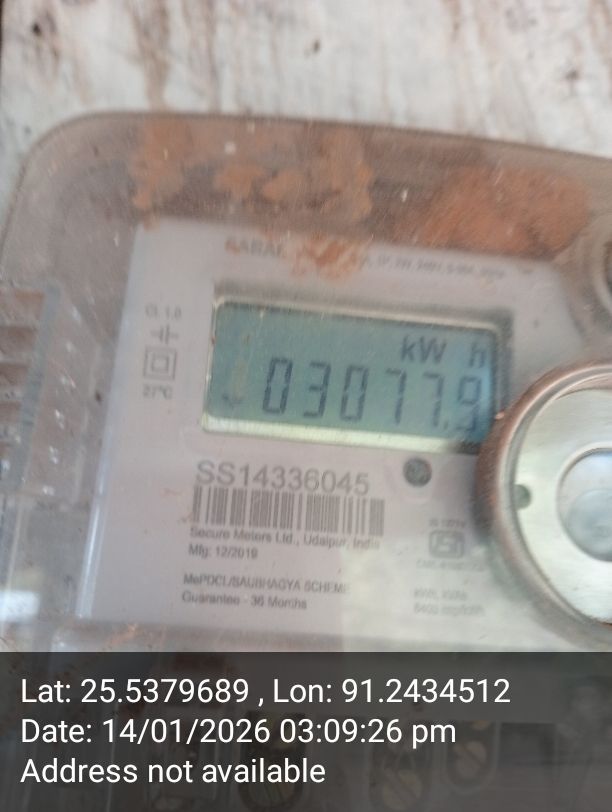 Cl. 1.0
27°C
kW h
03077.9
SS14336045
Secure Meters Ltd., Udaipur, India
Mfg: 12/2019
MePDCL/SAUBHAGYA SCHEME
Guarantee - 36 Months
Lat: 25.5379689 , Lon: 91.2434512
Date: 14/01/2026 03:09:26 pm
Address not available